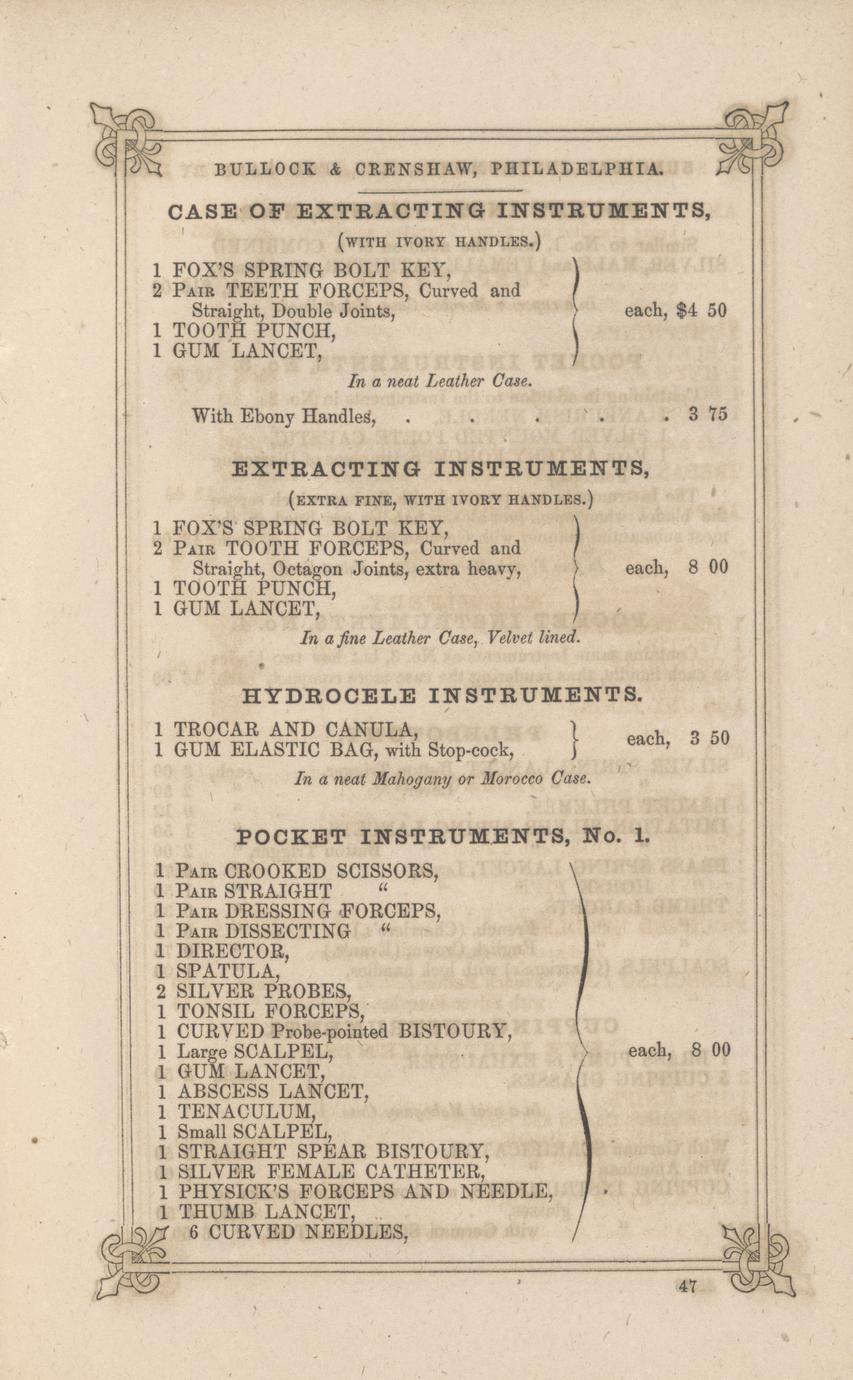 BULLOCK & CRENSHAW, PHILADELPHIA.
CASE OF EXTRACTING INSTRUMENTS,
(WITH IVORY HANDLES.)
1 FOX'S SPRING BOLT KEY,
2 PAIR TEETH FORCEPS, Curved and
Straight, Double Joints,
each, $4 50
1 TOOTH PUNCH,
1 GUM LANCET,
In a neat Leather Case.
With Ebony Handles, . . . . . 3 75
EXTRACTING INSTRUMENTS,
(EXTRA FINE, WITH IVORY HANDLES.)
1 FOX'S SPRING BOLT KEY,
2 PAIR TOOTH FORCEPS, Curved and
Straight, Octagon Joints, extra heavy,
each, 8 00
1 TOOTH PUNCH,
1 GUM LANCET,
In a fine Leather Case, Velvet lined.
HYDROCELE INSTRUMENTS.
1 TROCAR AND CANULA,
1 GUM ELASTIC BAG, with Stop-cock,
each, 3 50
In a neat Mahogany or Morocco Case.
POCKET INSTRUMENTS, No. 1.
1 PAIR CROOKED SCISSORS,
1 PAIR STRAIGHT "
1 PAIR DRESSING FORCEPS,
1 PAIR DISSECTING "
1 DIRECTOR,
1 SPATULA,
2 SILVER PROBES,
1 TONSIL FORCEPS,
1 CURVED Probe-pointed BISTOURY,
1 Large SCALPEL,
each, 8 00
1 GUM LANCET,
1 ABSCESS LANCET,
1 TENACULUM,
1 Small SCALPEL,
1 STRAIGHT SPEAR BISTOURY,
1 SILVER FEMALE CATHETER,
1 PHYSICK'S FORCEPS AND NEEDLE,
1 THUMB LANCET,
6 CURVED NEEDLES,
47